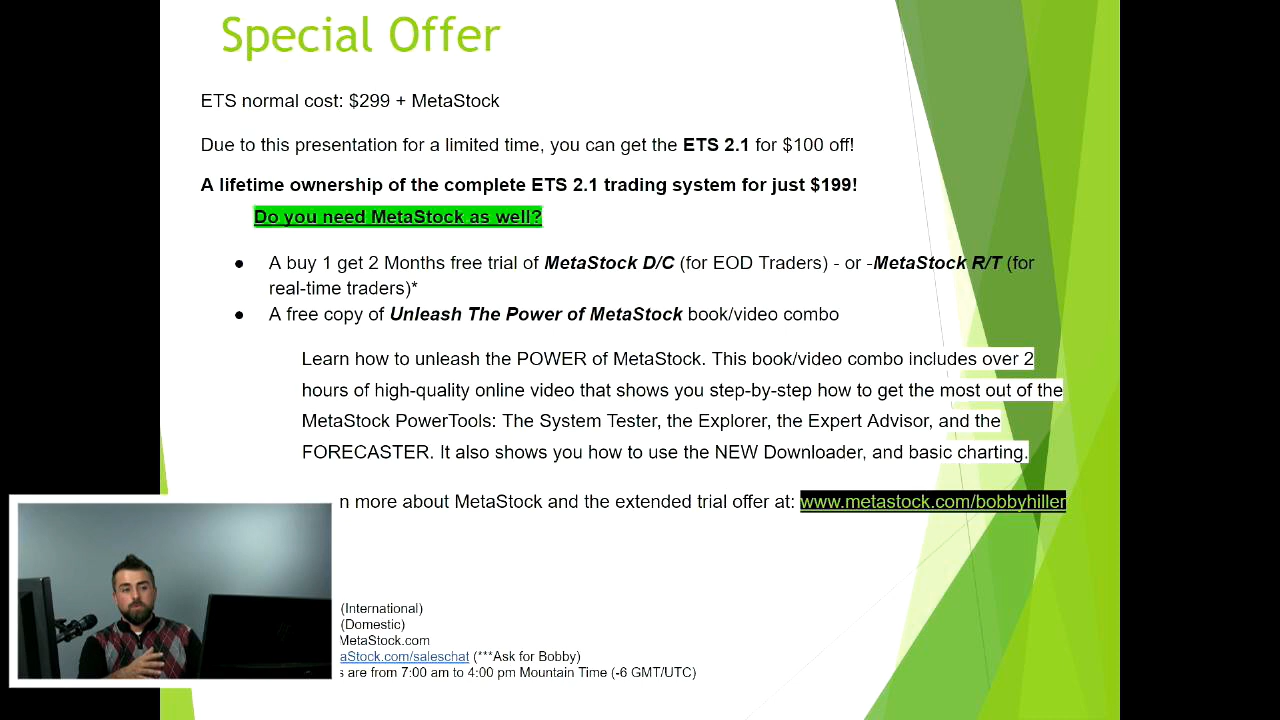 Special Offer
ETS normal cost: $299 + MetaStock
Due to this presentation for a limited time, you can get the ETS 2.1 for $100 off!
A lifetime ownership of the complete ETS 2.1 trading system for just $199!
Do you need MetaStock as well?
● A buy 1 get 2 Months free trial of MetaStock D/C (for EOD Traders) - or -MetaStock R/T (for
real-time traders)*
● A free copy of Unleash The Power of MetaStock book/video combo
Learn how to unleash the POWER of MetaStock. This book/video combo includes over 2
hours of high-quality online video that shows you step-by-step how to get the most out of the
MetaStock PowerTools: The System Tester, the Explorer, the Expert Advisor, and the
FORECASTER. It also shows you how to use the NEW Downloader, and basic charting.
n more about MetaStock and the extended trial offer at: www.metastock.com/bobbyhiller
(International)
(Domestic)
MetaStock.com
aStock.com/saleschat (***Ask for Bobby)
s are from 7:00 am to 4:00 pm Mountain Time (-6 GMT/UTC)